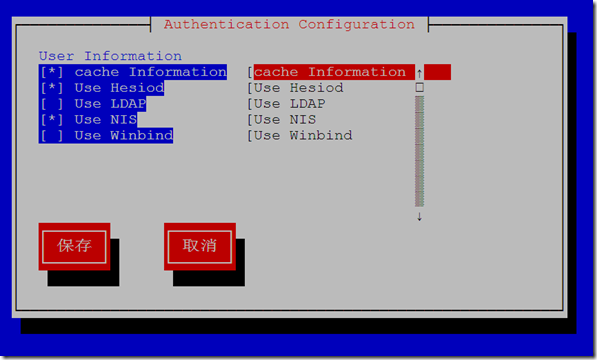 Authentication Configuration
User Information
[*] cache Information [cache Information ↑
[*] Use Hesiod [Use Hesiod
[ ] Use LDAP [Use LDAP
[*] Use NIS [Use NIS
[ ] Use Winbind [Use Winbind
↓
保存 取消